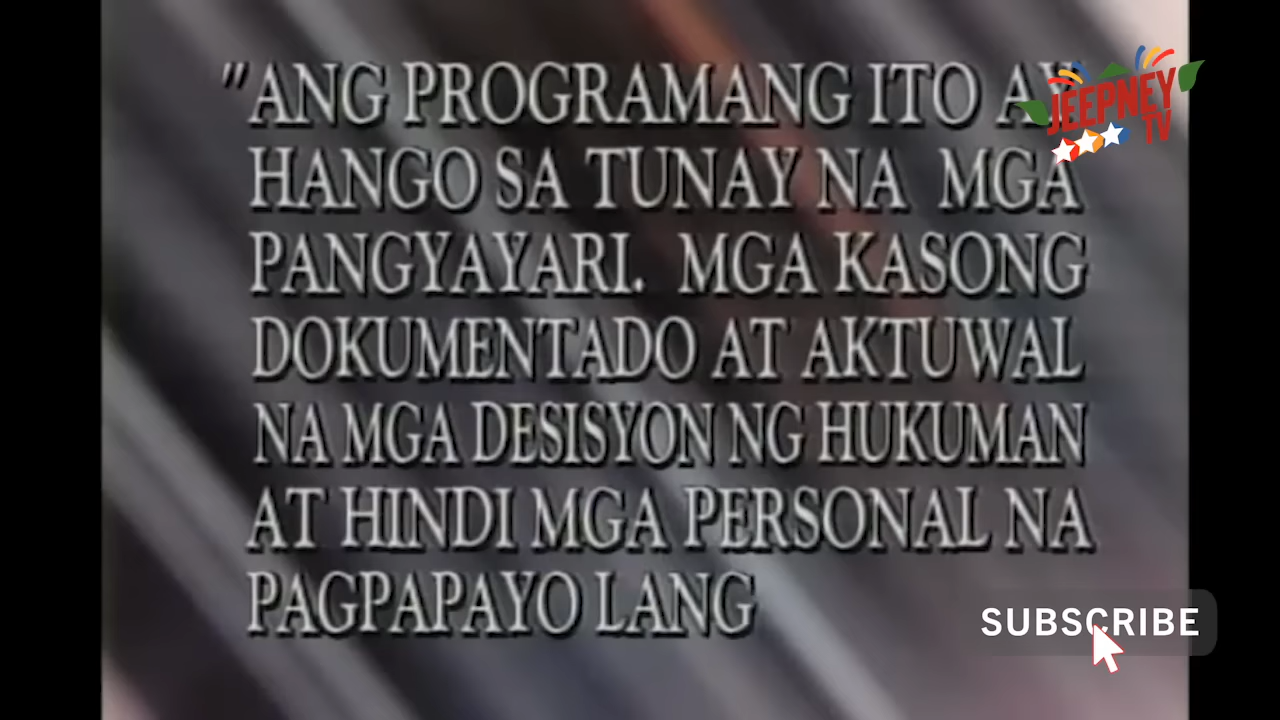 "ANG PROGRAMANG ITO AY
HANGO SA TUNAY NA MGA
PANGYAYARI. MGA KASONG
DOKUMENTADO AT AKTUWAL
NA MGA DESISYON NG HUKUMAN
AT HINDI MGA PERSONAL NA
PAGPAPAYO LANG
JEEPNEY
TV
SUBSCRIBE